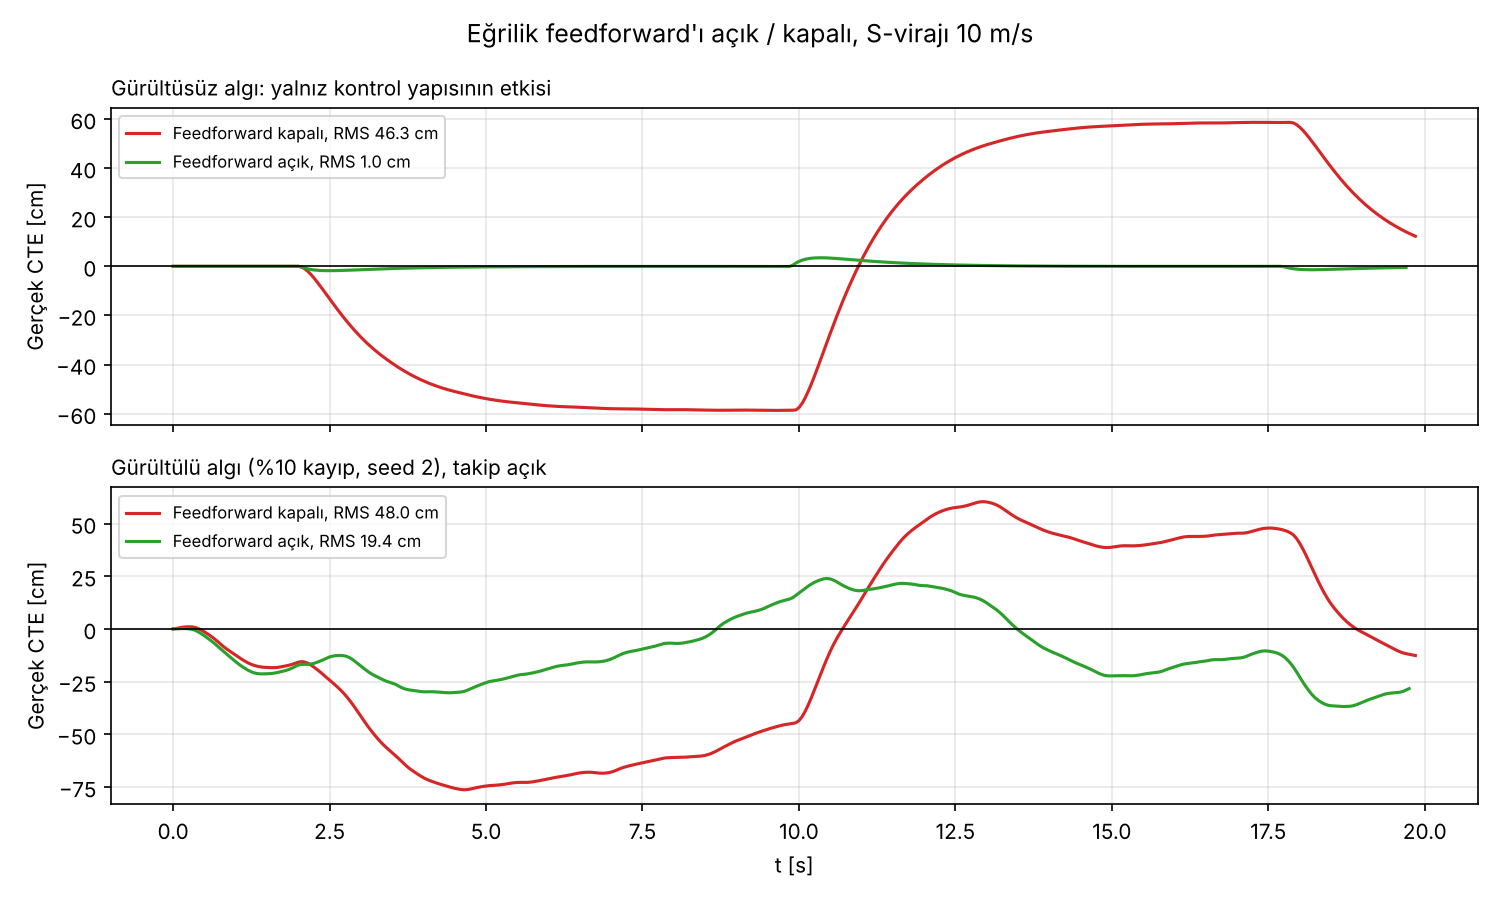 Eğrilik feedforward'ı açık / kapalı, S-virajı 10 m/s
Gürültüsüz algı: yalnız kontrol yapısının etkisi
Feedforward kapalı, RMS 46.3 cm
Feedforward açık, RMS 1.0 cm
Gerçek CTE [cm]
60
40
20
0
−20
−40
−60
Gürültülü algı (%10 kayıp, seed 2), takip açık
Feedforward kapalı, RMS 48.0 cm
Feedforward açık, RMS 19.4 cm
Gerçek CTE [cm]
50
25
0
−25
−50
−75
0.0 2.5 5.0 7.5 10.0 12.5 15.0 17.5 20.0
t [s]